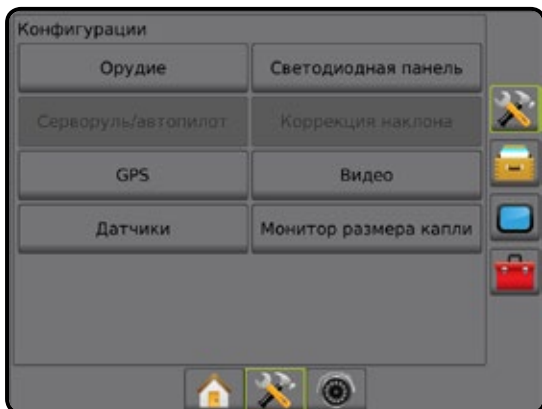 Конфигурации
Орудие
Светодиодная панель
Серворуль/автопилот
Коррекция наклона
GPS
Видео
Датчики
Монитор размера капли